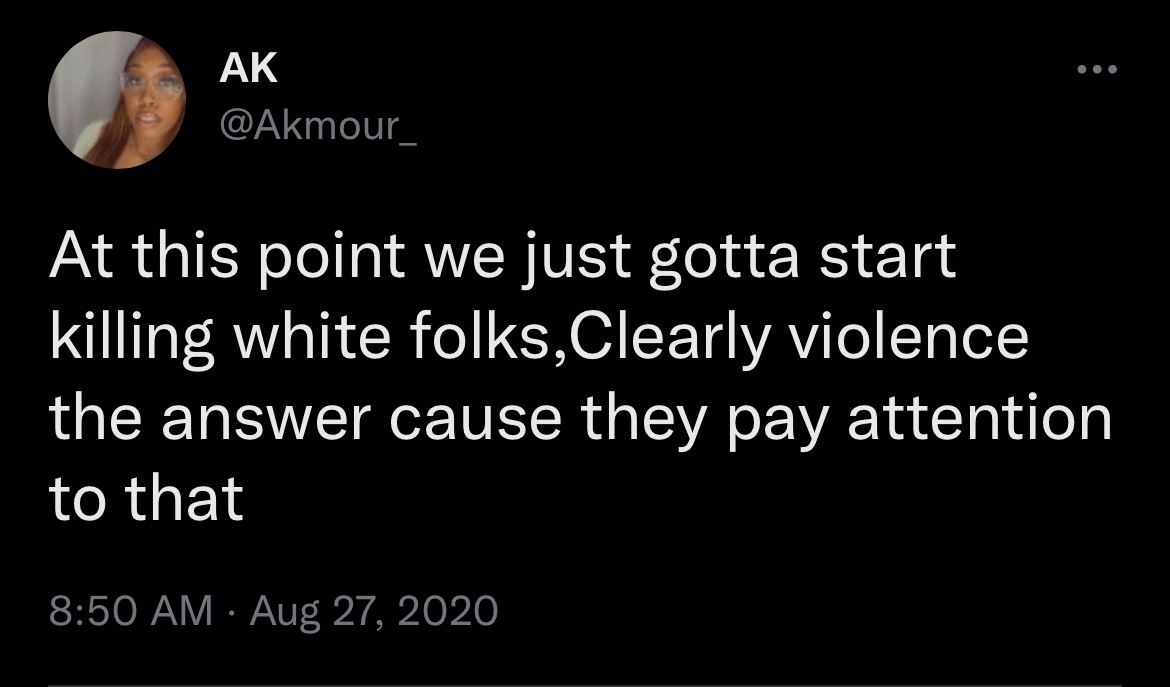 AK
@Akmour_
At this point we just gotta start
killing white folks,Clearly violence
the answer cause they pay attention
to that
8:50 AM · Aug 27, 2020